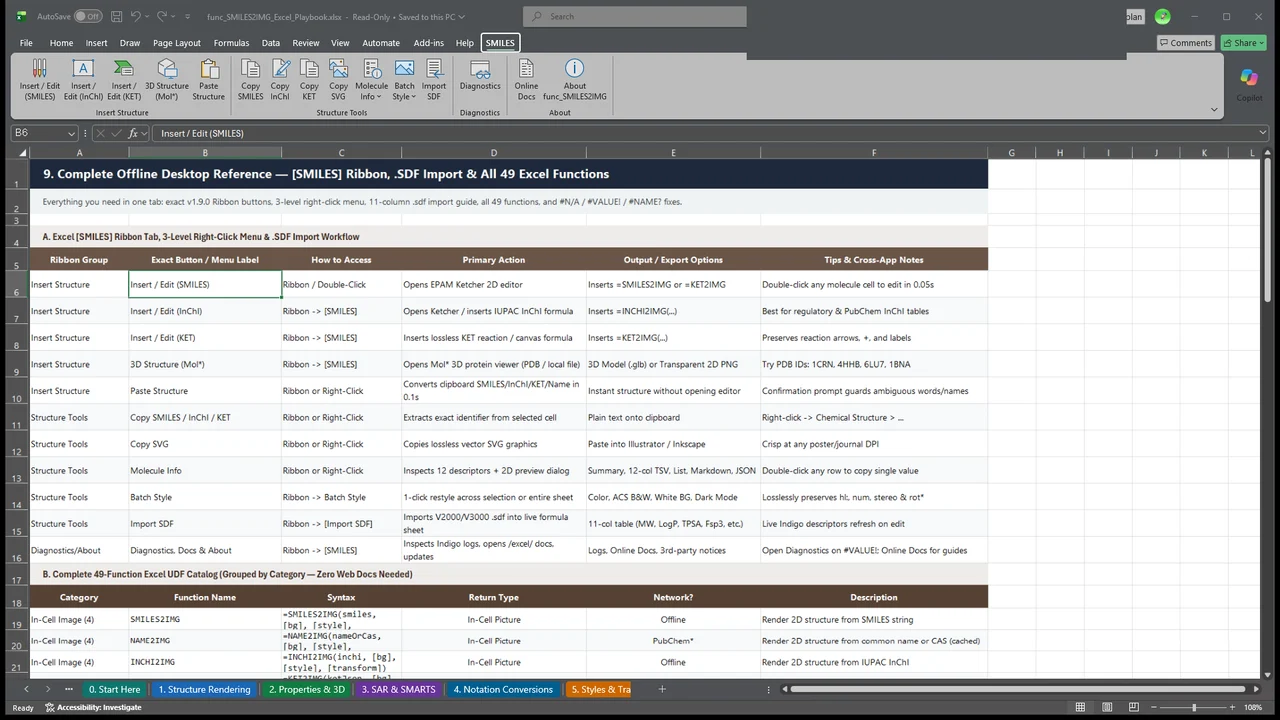 AutoSave Off func_SMILES2IMG_Excel_Playbook.xlsx - Read-Only • Saved to this PC Search
File Home Insert Draw Page Layout Formulas Data Review View Automate Add-ins Help SMILES Comments Share
Insert / Edit (SMILES) Insert / Edit (InChI) Insert / Edit (KET) 3D Structure (Mol*) Paste Structure Copy SMILES Copy InChI Copy KET Copy SVG Molecule Info Batch Style Import SDF Diagnostics Online Docs About func_SMILES2IMG Copilot
Insert Structure Structure Tools Diagnostics About
B6 fx Insert / Edit (SMILES)
A B C D E F G H I J K L
1 9. Complete Offline Desktop Reference — [SMILES] Ribbon, .SDF Import & All 49 Excel Functions
2 Everything you need in one tab: exact v1.9.0 Ribbon buttons, 3-level right-click menu, 11-column .sdf import guide, all 49 functions, and #N/A / #VALUE! / #NAME? fixes.
3
4 A. Excel [SMILES] Ribbon Tab, 3-Level Right-Click Menu & .SDF Import Workflow
5 Ribbon Group Exact Button / Menu Label How to Access Primary Action Output / Export Options Tips & Cross-App Notes
6 Insert Structure Insert / Edit (SMILES) Ribbon / Double-Click Opens EPAM Ketcher 2D editor Inserts =SMILES2IMG or =KET2IMG Double-click any molecule cell to edit in 0.05s
7 Insert Structure Insert / Edit (InChI) Ribbon -> [SMILES] Opens Ketcher / inserts IUPAC InChI formula Inserts =INCHI2IMG(...) Best for regulatory & PubChem InChI tables
8 Insert Structure Insert / Edit (KET) Ribbon -> [SMILES] Inserts lossless KET reaction / canvas formula Inserts =KET2IMG(...) Preserves reaction arrows, +, and labels
9 Insert Structure 3D Structure (Mol*) Ribbon -> [SMILES] Opens Mol* 3D protein viewer (PDB / local file) 3D Model (.glb) or Transparent 2D PNG Try PDB IDs: 1CRN, 4HHB, 6LU7, 1BNA
10 Insert Structure Paste Structure Ribbon or Right-Click Converts clipboard SMILES/InChI/KET/Name in 0.1s Instant structure without opening editor Confirmation prompt guards ambiguous words/names
11 Structure Tools Copy SMILES / InChI / KET Ribbon or Right-Click Extracts exact identifier from selected cell Plain text onto clipboard Right-click -> Chemical Structure > ...
12 Structure Tools Copy SVG Ribbon or Right-Click Copies lossless vector SVG graphics Paste into Illustrator / Inkscape Crisp at any poster/journal DPI
13 Structure Tools Molecule Info Ribbon or Right-Click Inspects 12 descriptors + 2D preview dialog Summary, 12-col TSV, List, Markdown, JSON Double-click any row to copy single value
14 Structure Tools Batch Style Ribbon -> Batch Style 1-click restyle across selection or entire sheet Color, ACS B&W, White BG, Dark Mode Losslessly preserves hl:, num, stereo & rot*
15 Structure Tools Import SDF Ribbon -> [Import SDF] Imports V2000/V3000 .sdf into live formula sheet 11-col table (MW, LogP, TPSA, Fsp3, etc.) Live Indigo descriptors refresh on edit
16 Diagnostics/About Diagnostics, Docs & About Ribbon -> [SMILES] Inspects Indigo logs, opens /excel/ docs, updates Logs, Online Docs, 3rd-party notices Open Diagnostics on #VALUE!; Online Docs for guides
17 B. Complete 49-Function Excel UDF Catalog (Grouped by Category — Zero Web Docs Needed)
18 Category Function Name Syntax Return Type Network? Description
19 In-Cell Image (4) SMILES2IMG =SMILES2IMG(smiles, [bg], [style], In-Cell Picture Offline Render 2D structure from SMILES string
20 In-Cell Image (4) NAME2IMG =NAME2IMG(nameOrCas, [bg], [style], In-Cell Picture PubChem* Render 2D structure from common name or CAS (cached)
21 In-Cell Image (4) INCHI2IMG =INCHI2IMG(inchi, [bg], [style], [transform]) In-Cell Picture Offline Render 2D structure from IUPAC InChI
0. Start Here 1. Structure Rendering 2. Properties & 3D 3. SAR & SMARTS 4. Notation Conversions 5. Styles & Tra
Ready Accessibility: Investigate 108%